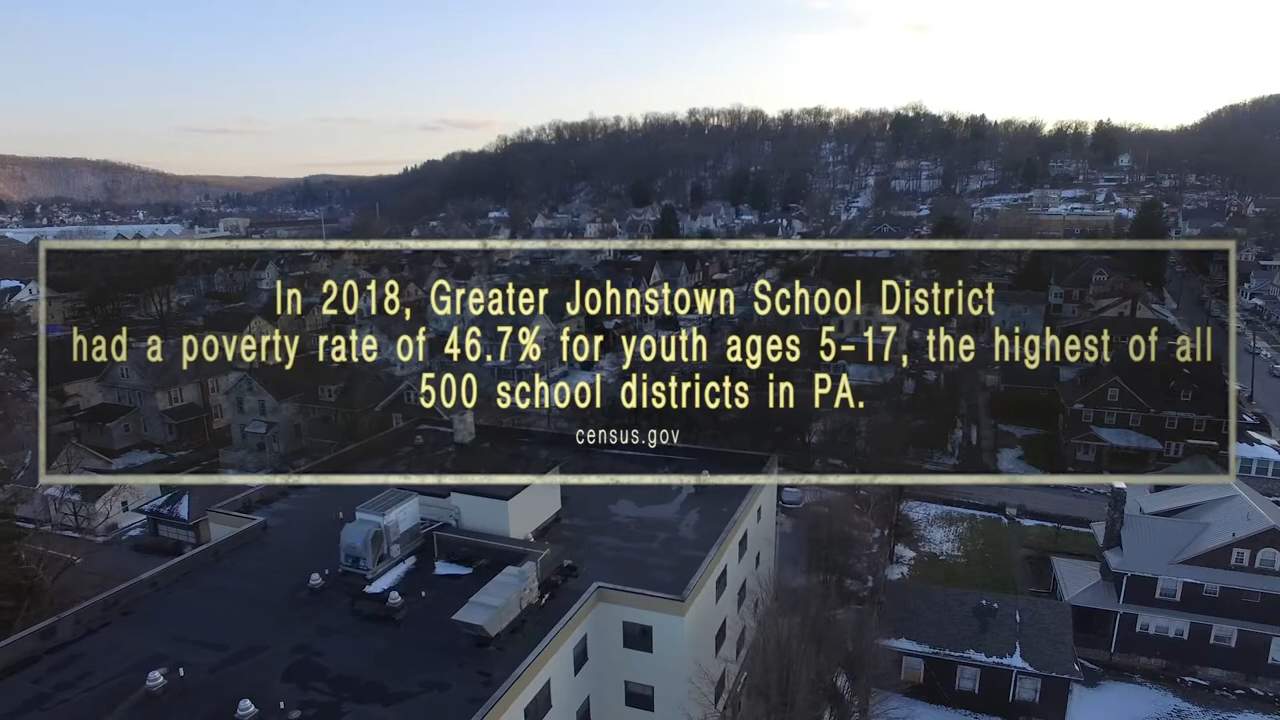 In 2018, Greater Johnstown School District
had a poverty rate of 46.7% for youth ages 5-17, the highest of all
500 school districts in PA.
census.gov